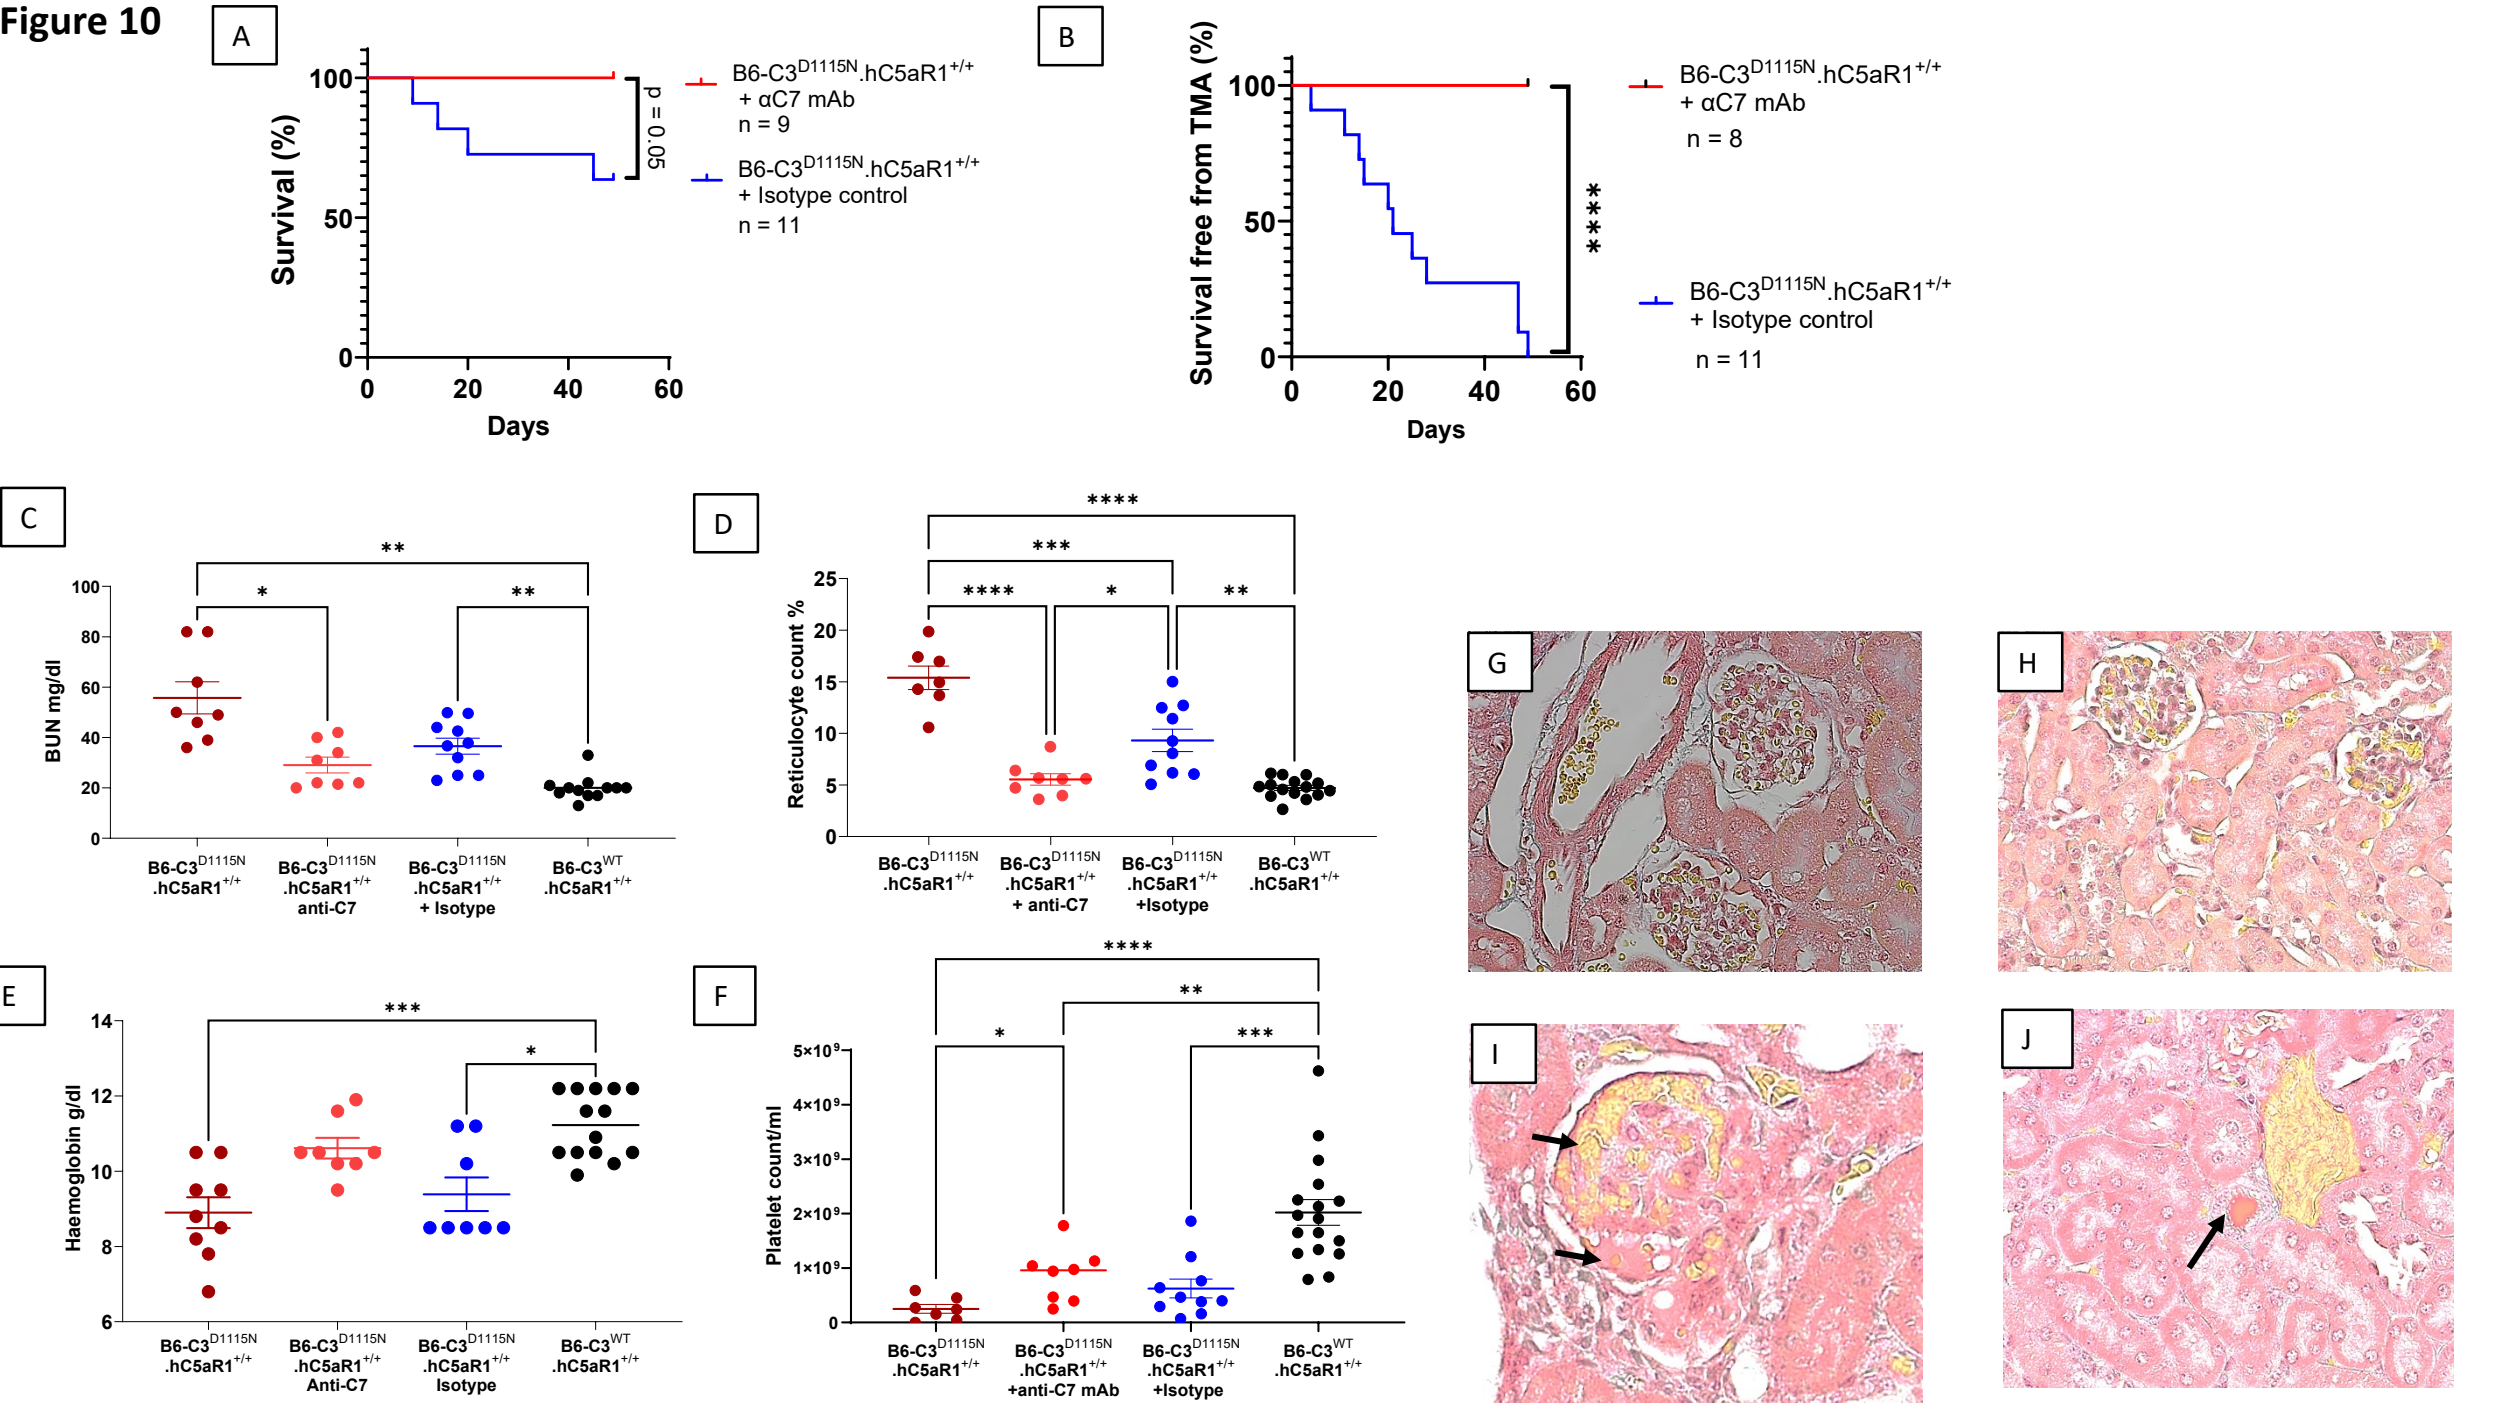 Figure 10
A
Survival (%)
100
50
0
0 20 40 60
Days
p = 0.05
B6-C3D1115N.hC5aR1+/+
+ αC7 mAb
n = 9
B6-C3D1115N.hC5aR1+/+
+ Isotype control
n = 11
B
Survival free from TMA (%)
100
50
0
0 20 40 60
Days
****
B6-C3D1115N.hC5aR1+/+
+ αC7 mAb
n = 8
B6-C3D1115N.hC5aR1+/+
+ Isotype control
n = 11
C
**
* **
BUN mg/dl
100
80
60
40
20
0
B6-C3D1115N B6-C3D1115N B6-C3D1115N B6-C3WT
.hC5aR1+/+ .hC5aR1+/+ .hC5aR1+/+ .hC5aR1+/+
anti-C7 + Isotype
D
****
***
**** * **
Reticulocyte count %
25
20
15
10
5
0
B6-C3D1115N B6-C3D1115N B6-C3D1115N B6-C3WT
.hC5aR1+/+ .hC5aR1+/+ .hC5aR1+/+ .hC5aR1+/+
+ anti-C7 +Isotype
E
***
*
Haemoglobin g/dl
14
12
10
8
6
B6-C3D1115N B6-C3D1115N B6-C3D1115N B6-C3WT
.hC5aR1+/+ .hC5aR1+/+ .hC5aR1+/+ .hC5aR1+/+
Anti-C7 Isotype
F
****
**
* ***
Platelet count/ml
5×10⁹
4×10⁹
3×10⁹
2×10⁹
1×10⁹
0
B6-C3D1115N B6-C3D1115N B6-C3D1115N B6-C3WT
.hC5aR1+/+ .hC5aR1+/+ .hC5aR1+/+ .hC5aR1+/+
+anti-C7 mAb +Isotype
G
H
I
J